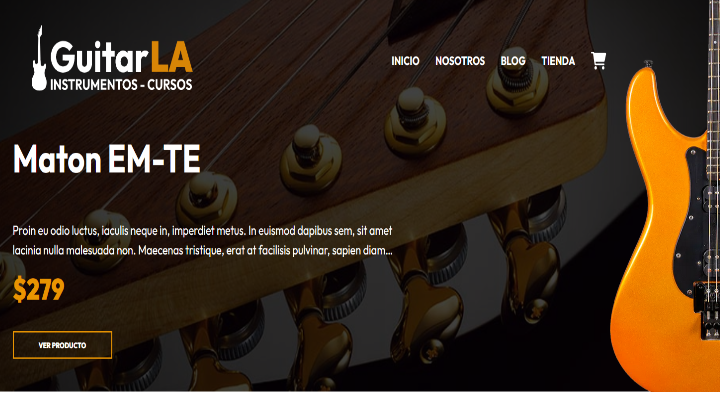 GuitarLA
INSTRUMENTOS - CURSOS
INICIO NOSOTROS BLOG TIENDA
Maton EM-TE
Proin eu odio luctus, iaculis neque in, imperdiet metus. In euismod dapibus sem, sit amet
lacinia nulla malesuada non. Maecenas tristique, erat at facilisis pulvinar, sapien diam...
$279
VER PRODUCTO